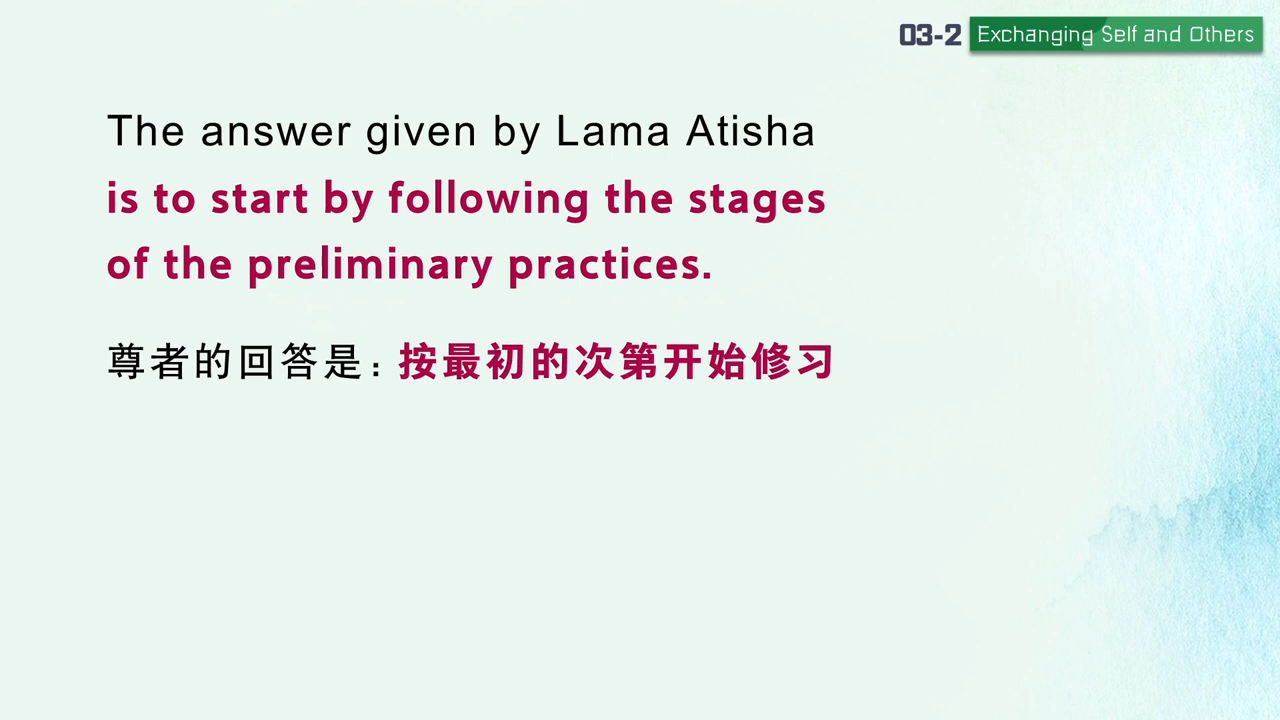 03-2 Exchanging Self and Others
The answer given by Lama Atisha
is to start by following the stages
of the preliminary practices.
尊者的回答是：按最初的次第开始修习